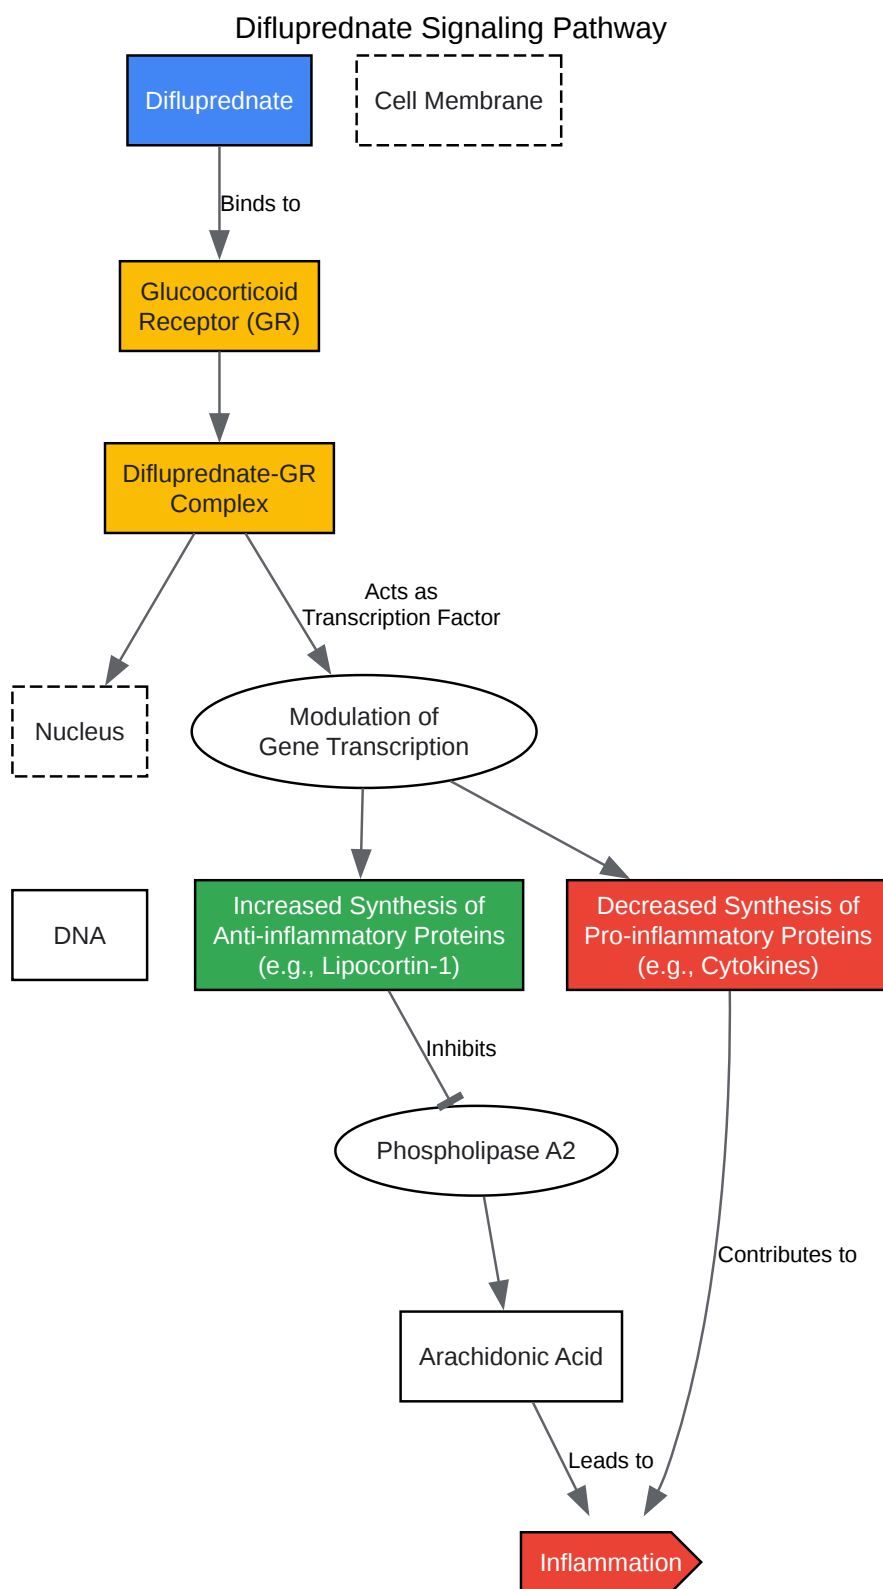 Difluprednate Signaling Pathway
Difluprednate
Cell Membrane
Binds to
Glucocorticoid
Receptor (GR)
Difluprednate-GR
Complex
Acts as
Transcription Factor
Nucleus
Modulation of
Gene Transcription
DNA
Increased Synthesis of
Anti-inflammatory Proteins
(e.g., Lipocortin-1)
Decreased Synthesis of
Pro-inflammatory Proteins
(e.g., Cytokines)
Inhibits
Phospholipase A2
Contributes to
Arachidonic Acid
Leads to
Inflammation